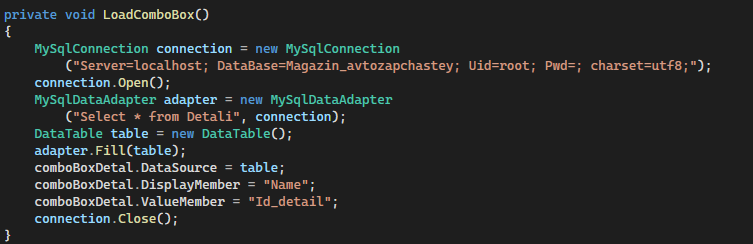 private void LoadComboBox()
{
    MySqlConnection connection = new MySqlConnection
        ("Server=localhost; DataBase=Magazin_avtozapchastey; Uid=root; Pwd=; charset=utf8;");
    connection.Open();
    MySqlDataAdapter adapter = new MySqlDataAdapter
        ("Select * from Detali", connection);
    DataTable table = new DataTable();
    adapter.Fill(table);
    comboBoxDetal.DataSource = table;
    comboBoxDetal.DisplayMember = "Name";
    comboBoxDetal.ValueMember = "Id_detail";
    connection.Close();
}